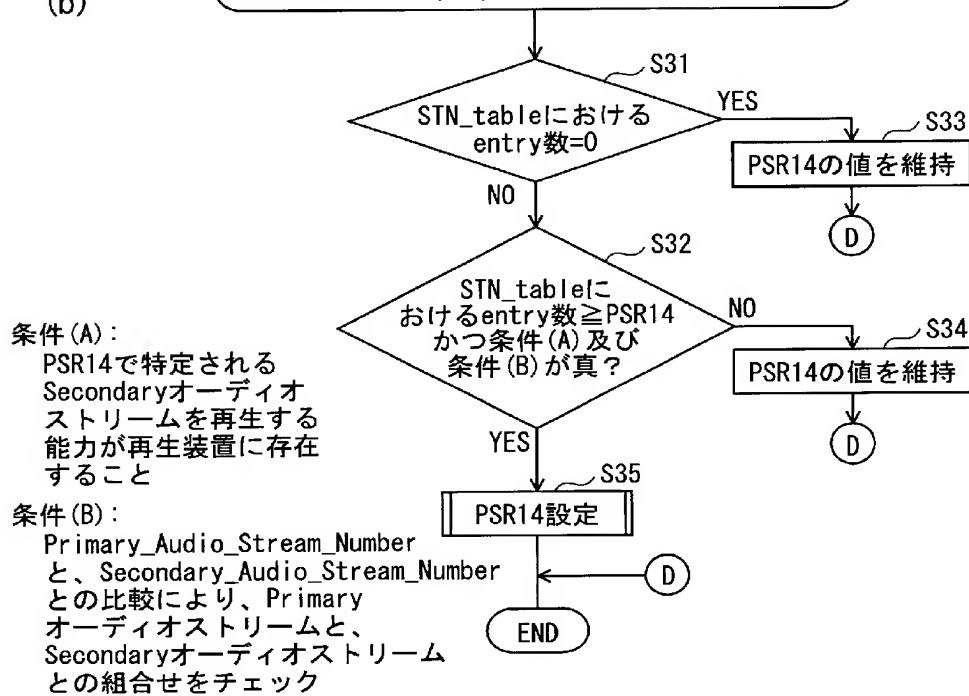 (b)
S31
STN_tableにおける
entry数=0
YES
S33
PSR14の値を維持
D
NO
S32
STN_tableに
おけるentry数≧PSR14
かつ条件(A)及び
条件(B)が真？
NO
S34
PSR14の値を維持
D
YES
S35
PSR14設定
D
END
条件(A):
PSR14で特定される
Secondaryオーディオ
ストリームを再生する
能力が再生装置に存在
すること
条件(B):
Primary_Audio_Stream_Number
と、Secondary_Audio_Stream_Number
との比較により、Primary
オーディオストリームと、
Secondaryオーディオストリーム
との組合せをチェック